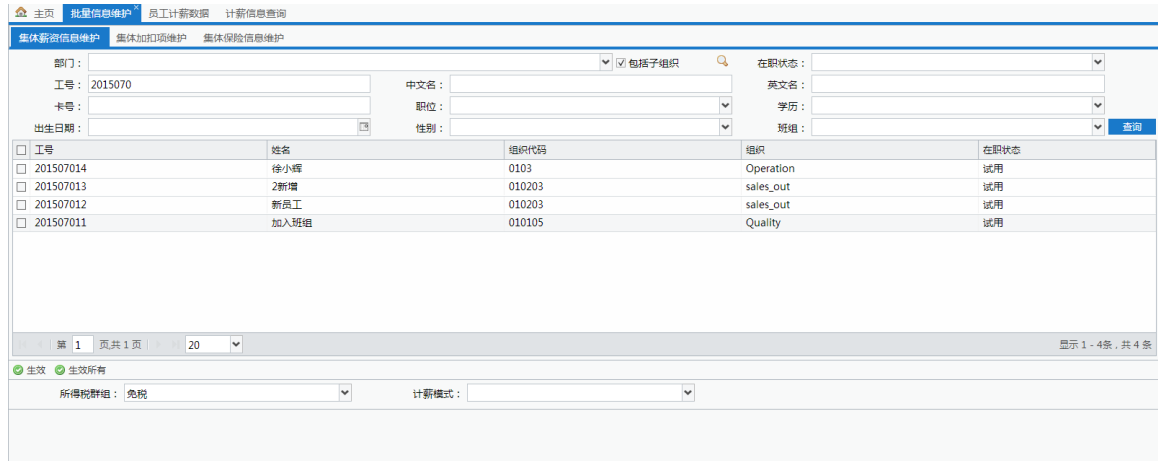 主页 批量信息维护 员工计薪数据 计薪信息查询
集体薪资信息维护 集体加扣项维护 集体保险信息维护
部门： 包括子组织 在职状态：
工号： 2015070 中文名： 英文名：
卡号： 职位： 学历：
出生日期： 性别： 班组： 查询
工号 姓名 组织代码 组织 在职状态
201507014 徐小辉 0103 Operation 试用
201507013 2新增 010203 sales_out 试用
201507012 新员工 010203 sales_out 试用
201507011 加入班组 010105 Quality 试用
第 1 页,共 1 页 20 显示 1 - 4条，共 4 条
生效 生效所有
所得税群组： 免税 计薪模式：